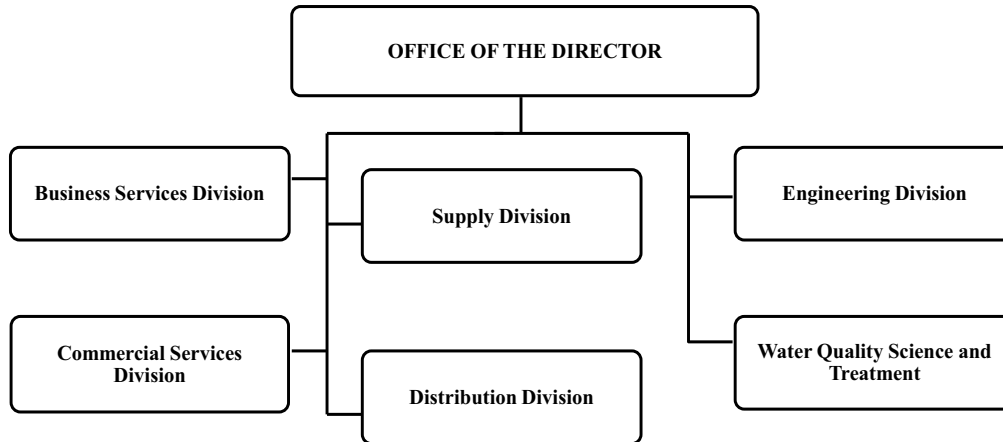 OFFICE OF THE DIRECTOR
Business Services Division
Supply Division
Engineering Division
Commercial Services
Division
Distribution Division
Water Quality Science and
Treatment